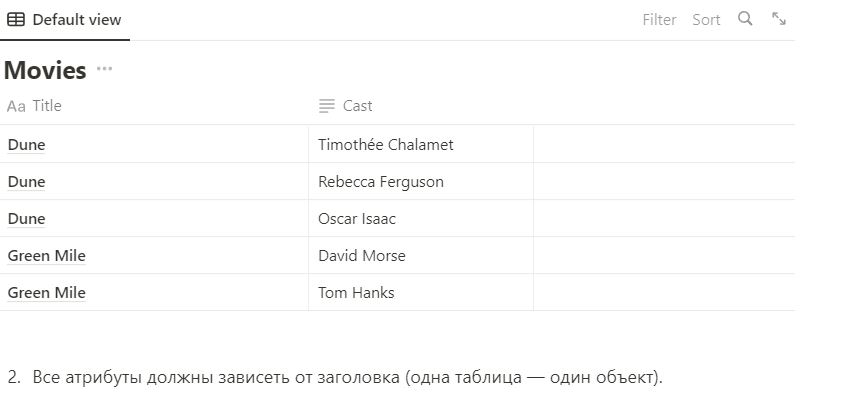 Default view Filter Sort
Movies
Aa Title Cast
Dune Timothée Chalamet
Dune Rebecca Ferguson
Dune Oscar Isaac
Green Mile David Morse
Green Mile Tom Hanks
2. Все атрибуты должны зависеть от заголовка (одна таблица — один объект).